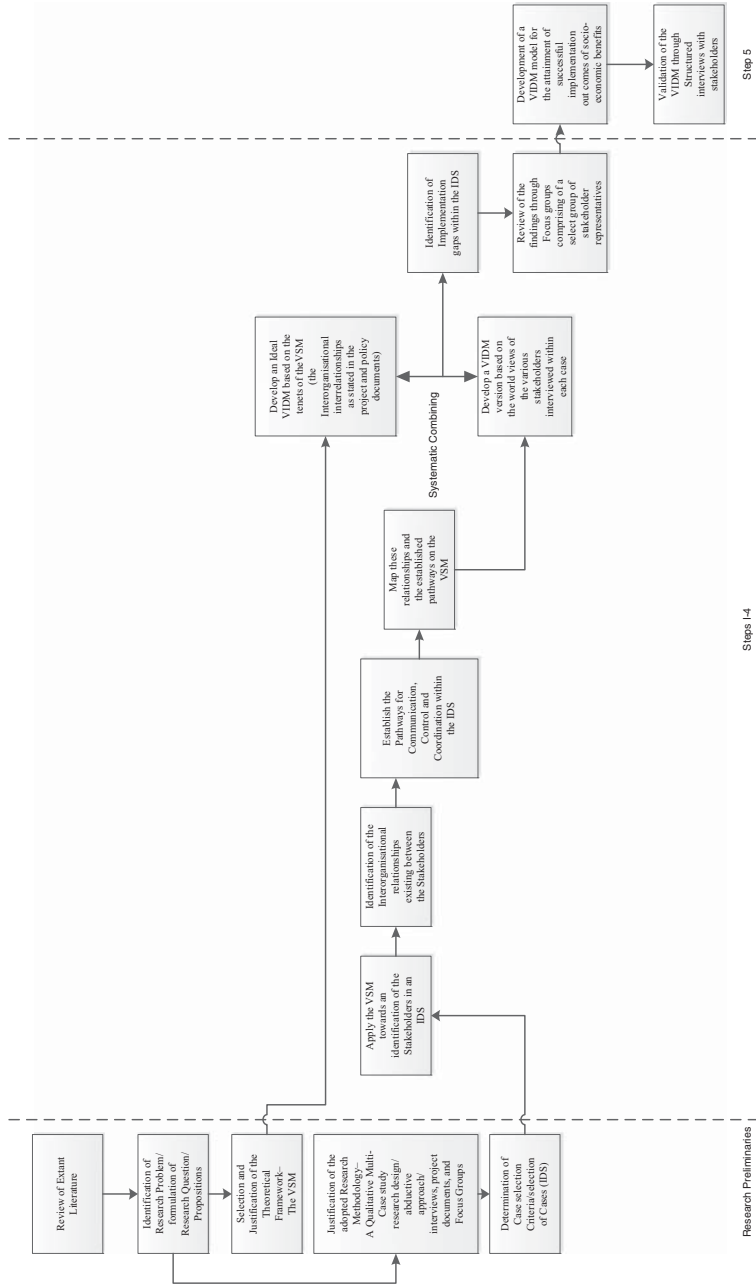 Review of Extant
Literature
Identification of
Research Problem/
formulation of
Research Question/
Propositions
Selection and
Justification of the
Theoretical
Framework–
The VSM
Justification of the
adopted Research
Methodology–
A Qualitative Multi-
Case study
research design/
abductive
approach/
interviews, project
documents, and
Focus Groups
Determination of
Case selection
Criteria/selection
of Cases (IDS)
Research Preliminaries
Apply the VSM
towards an
identification of the
Stakeholders in an
IDS
Identification of the
Interorganisational
relationships
existing between
the Stakeholders
Establish the
Pathways for
Communication,
Control and
Coordination within
the IDS
Map these
relationships and
the established
pathways on the
VSM
Develop an Ideal
VIDM based on the
tenets of theVSM
(the
Interorganisational
interrelationships
as stated in the
project and policy
documents)
Systematic Combining
Develop a VIDM
version based on
the world views of
the various
stakeholders
interviewed within
each case
Identification of
Implementation
gaps within the IDS
Review of the
findings through
Focus groups
comprising of a
select group of
stakeholder
representatives
Steps I-4
Development of a
VIDM model for
the attainment of
successful
implementation
out comes of socio-
economic benefits
Validation of the
VIDM through
Structured
interviews with
stakeholders
Step 5